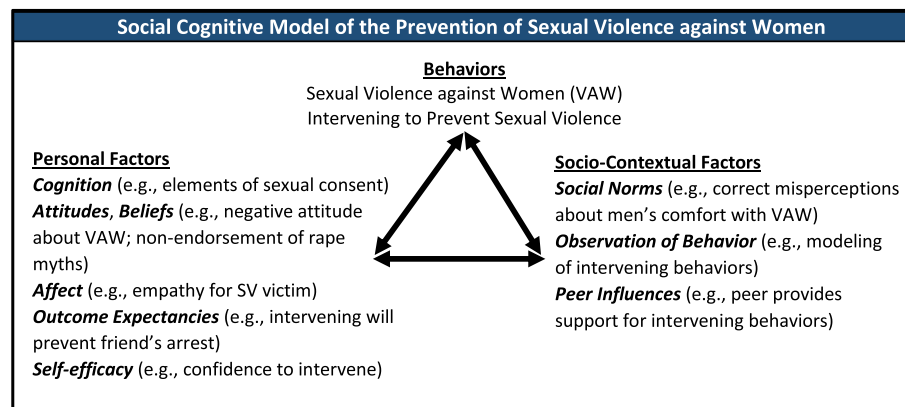 Social Cognitive Model of the Prevention of Sexual Violence against Women
Behaviors
Sexual Violence against Women (VAW)
Intervening to Prevent Sexual Violence
Personal Factors
Cognition (e.g., elements of sexual consent)
Attitudes, Beliefs (e.g., negative attitude
about VAW; non-endorsement of rape
myths)
Affect (e.g., empathy for SV victim)
Outcome Expectancies (e.g., intervening will
prevent friend's arrest)
Self-efficacy (e.g., confidence to intervene)
Socio-Contextual Factors
Social Norms (e.g., correct misperceptions
about men's comfort with VAW)
Observation of Behavior (e.g., modeling
of intervening behaviors)
Peer Influences (e.g., peer provides
support for intervening behaviors)